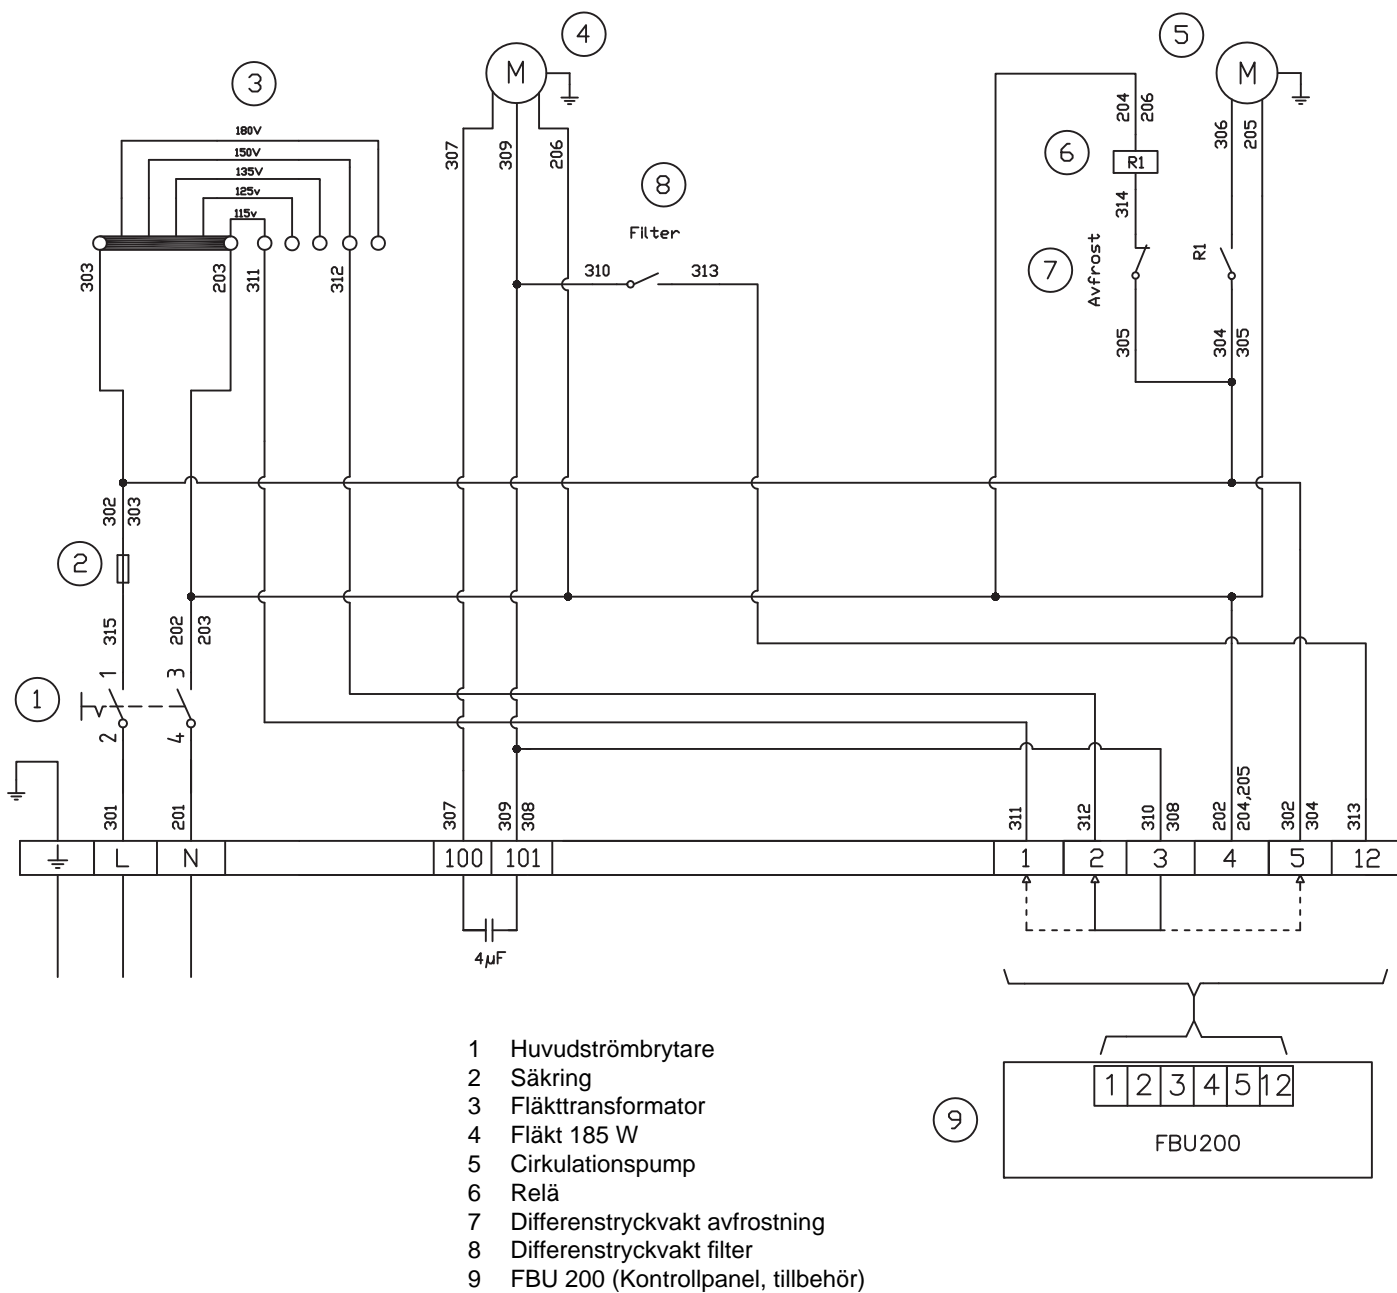 4
5
M
M
3
180V
150V
135V
125v
115v
307
309
206
204
206
306
205
6
R1
8
Filter
314
303
203
311
312
310
313
7
Avfrost
R1
305
304
305
302
303
2
315
202
203
1
1
3
2
4
301
201
307
309
308
311
312
310
308
202
204,205
302
304
313
L
N
100
101
1
2
3
4
5
12
4µF
1 Huvudströmbrytare
2 Säkring
3 Fläkttransformator
4 Fläkt 185 W
5 Cirkulationspump
6 Relä
7 Differenstryckvakt avfrostning
8 Differenstryckvakt filter
9 FBU 200 (Kontrollpanel, tillbehör)
9
1 2 3 4 5 12
FBU200